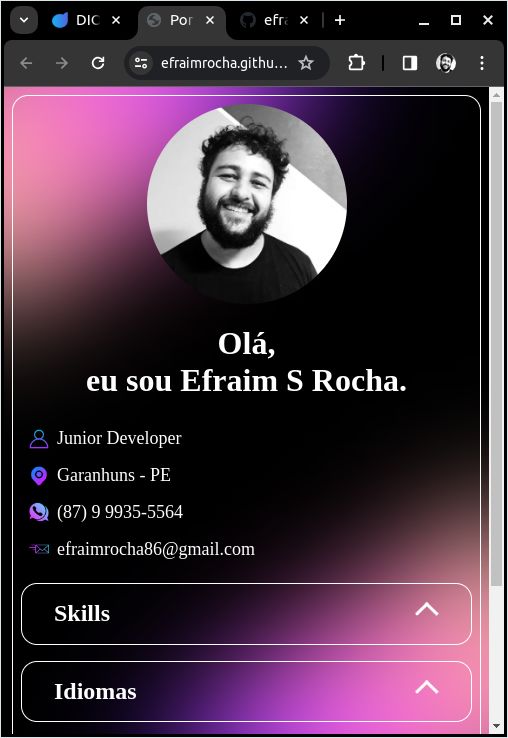 DIC
Por
efra
efraimrocha.githu...
Olá,
eu sou Efraim S Rocha.
Junior Developer
Garanhuns - PE
(87) 9 9935-5564
efraimrocha86@gmail.com
Skills
Idiomas